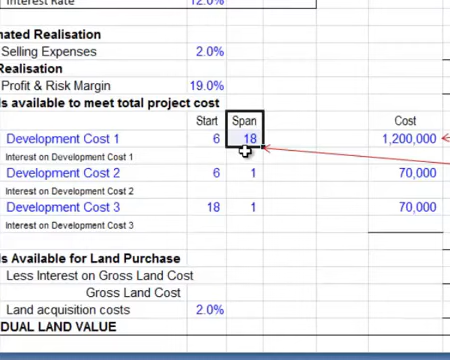 Interest Rate 12.0%
nated Realisation
Selling Expenses 2.0%
Realisation
Profit & Risk Margin 19.0%
ls available to meet total project cost
Start Span Cost
Development Cost 1 6 18 1,200,000
Interest on Development Cost 1
Development Cost 2 6 1 70,000
Interest on Development Cost 2
Development Cost 3 18 1 70,000
Interest on Development Cost 3
ls Available for Land Purchase
Less Interest on Gross Land Cost
Gross Land Cost
Land acquisition costs 2.0%
DUAL LAND VALUE